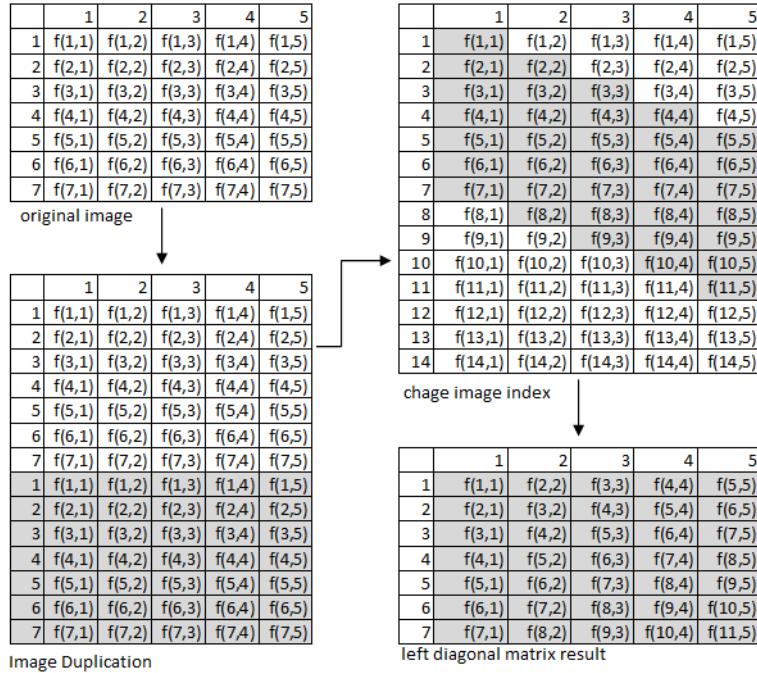 1 2 3 4 5
1 f(1,1) f(1,2) f(1,3) f(1,4) f(1,5)
2 f(2,1) f(2,2) f(2,3) f(2,4) f(2,5)
3 f(3,1) f(3,2) f(3,3) f(3,4) f(3,5)
4 f(4,1) f(4,2) f(4,3) f(4,4) f(4,5)
5 f(5,1) f(5,2) f(5,3) f(5,4) f(5,5)
6 f(6,1) f(6,2) f(6,3) f(6,4) f(6,5)
7 f(7,1) f(7,2) f(7,3) f(7,4) f(7,5)
original image
1 2 3 4 5
1 f(1,1) f(1,2) f(1,3) f(1,4) f(1,5)
2 f(2,1) f(2,2) f(2,3) f(2,4) f(2,5)
3 f(3,1) f(3,2) f(3,3) f(3,4) f(3,5)
4 f(4,1) f(4,2) f(4,3) f(4,4) f(4,5)
5 f(5,1) f(5,2) f(5,3) f(5,4) f(5,5)
6 f(6,1) f(6,2) f(6,3) f(6,4) f(6,5)
7 f(7,1) f(7,2) f(7,3) f(7,4) f(7,5)
1 f(1,1) f(1,2) f(1,3) f(1,4) f(1,5)
2 f(2,1) f(2,2) f(2,3) f(2,4) f(2,5)
3 f(3,1) f(3,2) f(3,3) f(3,4) f(3,5)
4 f(4,1) f(4,2) f(4,3) f(4,4) f(4,5)
5 f(5,1) f(5,2) f(5,3) f(5,4) f(5,5)
6 f(6,1) f(6,2) f(6,3) f(6,4) f(6,5)
7 f(7,1) f(7,2) f(7,3) f(7,4) f(7,5)
Image Duplication
1 2 3 4 5
1 f(1,1) f(1,2) f(1,3) f(1,4) f(1,5)
2 f(2,1) f(2,2) f(2,3) f(2,4) f(2,5)
3 f(3,1) f(3,2) f(3,3) f(3,4) f(3,5)
4 f(4,1) f(4,2) f(4,3) f(4,4) f(4,5)
5 f(5,1) f(5,2) f(5,3) f(5,4) f(5,5)
6 f(6,1) f(6,2) f(6,3) f(6,4) f(6,5)
7 f(7,1) f(7,2) f(7,3) f(7,4) f(7,5)
8 f(8,1) f(8,2) f(8,3) f(8,4) f(8,5)
9 f(9,1) f(9,2) f(9,3) f(9,4) f(9,5)
10 f(10,1) f(10,2) f(10,3) f(10,4) f(10,5)
11 f(11,1) f(11,2) f(11,3) f(11,4) f(11,5)
12 f(12,1) f(12,2) f(12,3) f(12,4) f(12,5)
13 f(13,1) f(13,2) f(13,3) f(13,4) f(13,5)
14 f(14,1) f(14,2) f(14,3) f(14,4) f(14,5)
chage image index
1 2 3 4 5
1 f(1,1) f(2,2) f(3,3) f(4,4) f(5,5)
2 f(2,1) f(3,2) f(4,3) f(5,4) f(6,5)
3 f(3,1) f(4,2) f(5,3) f(6,4) f(7,5)
4 f(4,1) f(5,2) f(6,3) f(7,4) f(8,5)
5 f(5,1) f(6,2) f(7,3) f(8,4) f(9,5)
6 f(6,1) f(7,2) f(8,3) f(9,4) f(10,5)
7 f(7,1) f(8,2) f(9,3) f(10,4) f(11,5)
left diagonal matrix result